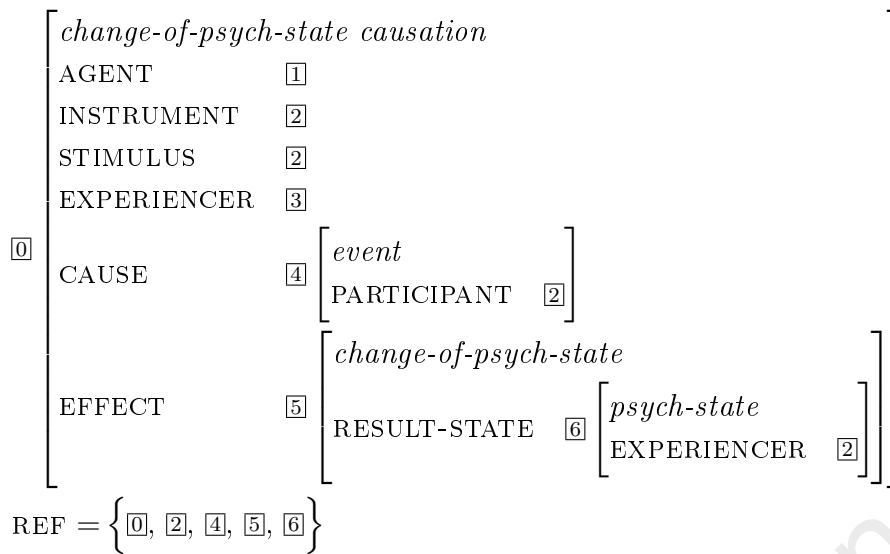 change-of-psych-state causation
AGENT 1
INSTRUMENT 2
STIMULUS 2
EXPERIENCER 3
0
event
CAUSE 4
PARTICIPANT 2
change-of-psych-state
EFFECT 5
RESULT-STATE 6
psych-state
EXPERIENCER 2
REF = {0, 2, 4, 5, 6}